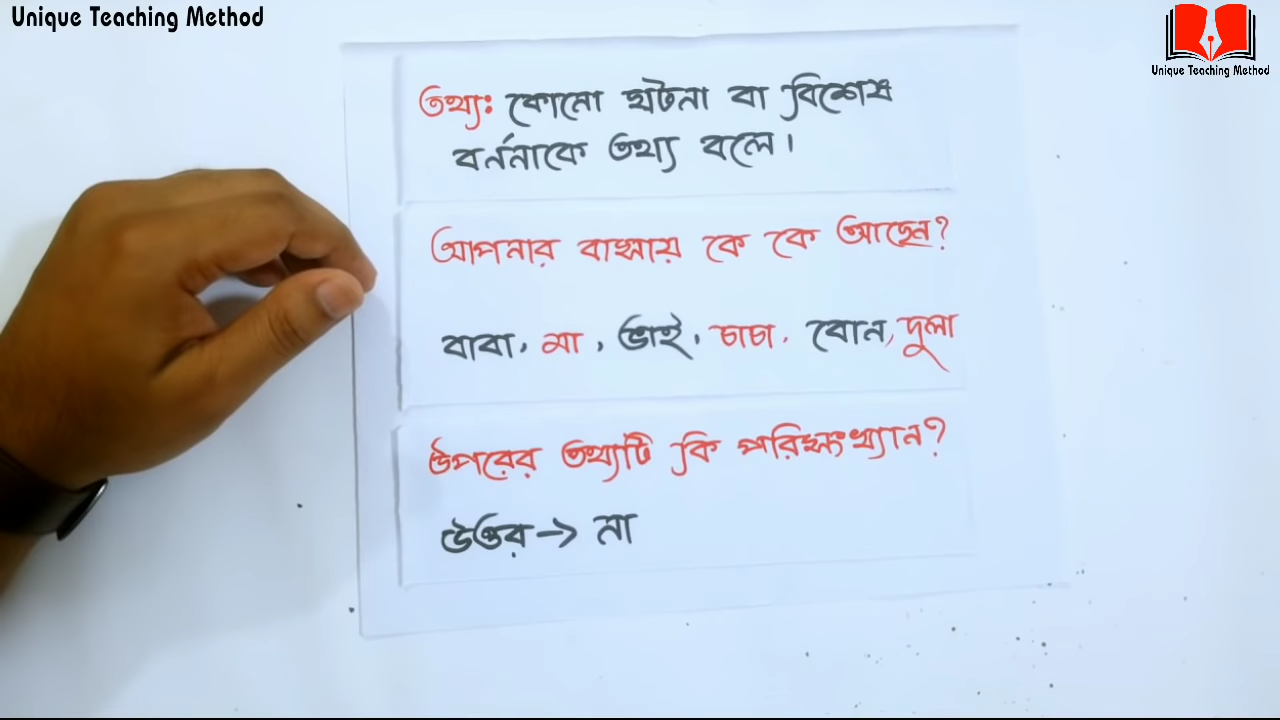 Unique Teaching Method
Unique Teaching Method
তথ্যঃ কোনো ঘটনা বা বিশেষ
বর্ননাকে তথ্য বলে।
আপনার বাসায় কে কে আছেন?
বাবা, মা, ভাই, চাচা, বোন, দুলা
উপরের তথ্যটি কি পরিসংখ্যান?
উত্তর → না